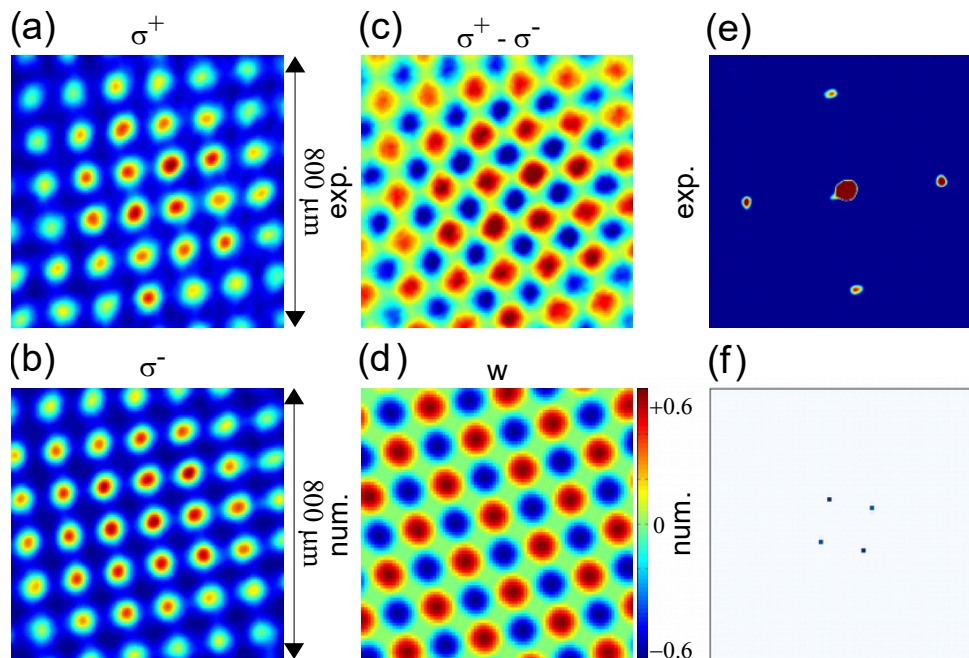 (a)
σ⁺
(c)
σ⁺ - σ⁻
(e)
800 μm
exp.
exp.
(b)
σ⁻
(d)
w
(f)
800 μm
num.
+0.6
0
−0.6
num.